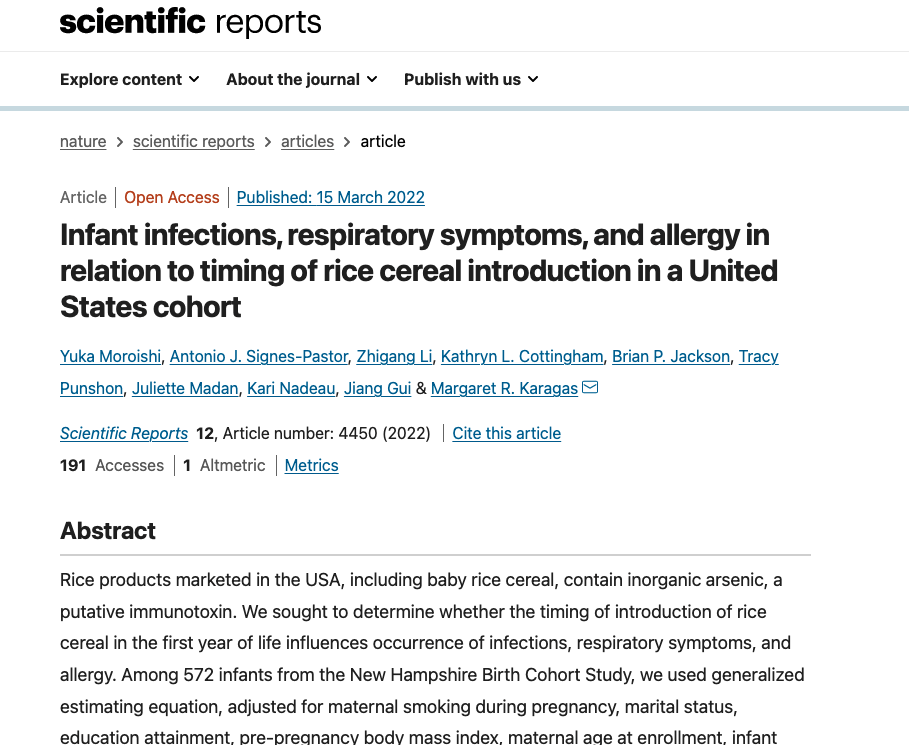 scientific reports
Explore content About the journal Publish with us
nature > scientific reports > articles > article
Article | Open Access | Published: 15 March 2022
Infant infections, respiratory symptoms, and allergy in
relation to timing of rice cereal introduction in a United
States cohort
Yuka Moroishi, Antonio J. Signes-Pastor, Zhigang Li, Kathryn L. Cottingham, Brian P. Jackson, Tracy
Punshon, Juliette Madan, Kari Nadeau, Jiang Gui & Margaret R. Karagas
Scientific Reports 12, Article number: 4450 (2022) | Cite this article
191 Accesses | 1 Altmetric | Metrics
Abstract
Rice products marketed in the USA, including baby rice cereal, contain inorganic arsenic, a
putative immunotoxin. We sought to determine whether the timing of introduction of rice
cereal in the first year of life influences occurrence of infections, respiratory symptoms, and
allergy. Among 572 infants from the New Hampshire Birth Cohort Study, we used generalized
estimating equation, adjusted for maternal smoking during pregnancy, marital status,
education attainment, pre-pregnancy body mass index, maternal age at enrollment, infant